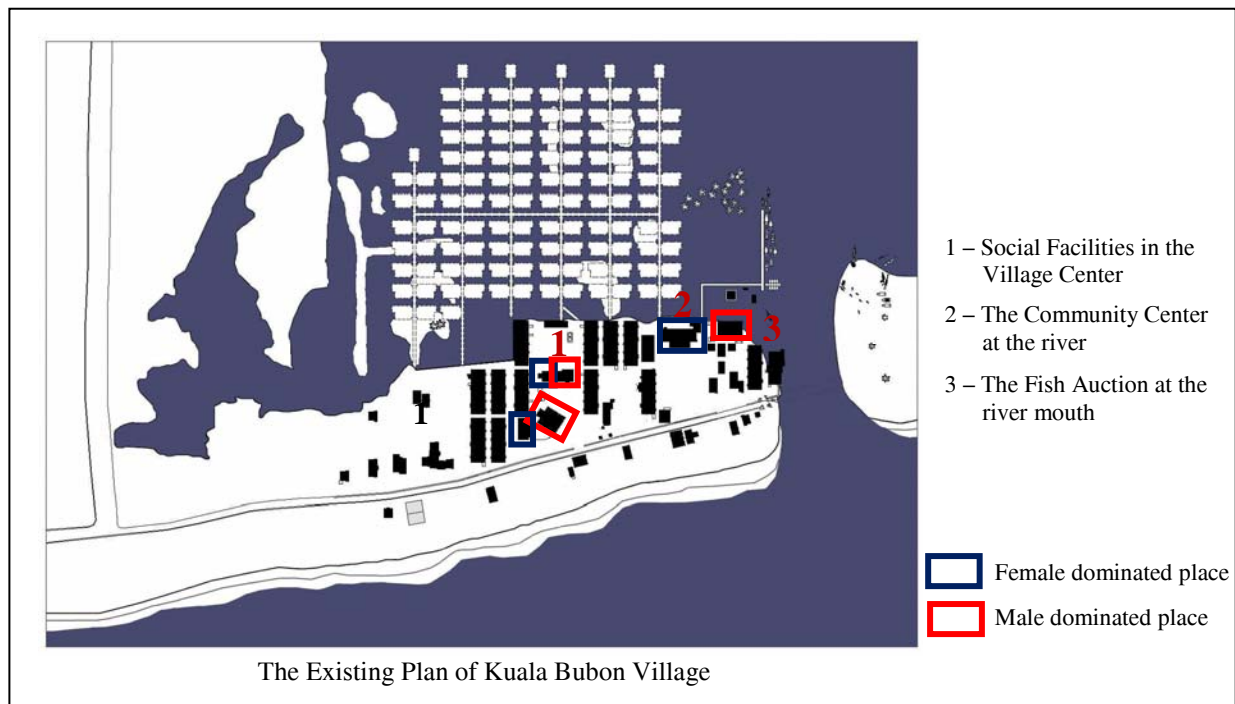 2
3
1
1
1 – Social Facilities in the
Village Center
2 – The Community Center
at the river
3 – The Fish Auction at the
river mouth
Female dominated place
Male dominated place
The Existing Plan of Kuala Bubon Village